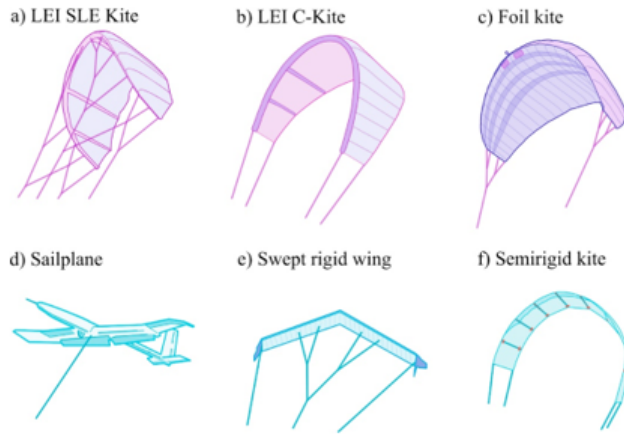 a) LEI SLE Kite
b) LEI C-Kite
c) Foil kite
d) Sailplane
e) Swept rigid wing
f) Semirigid kite